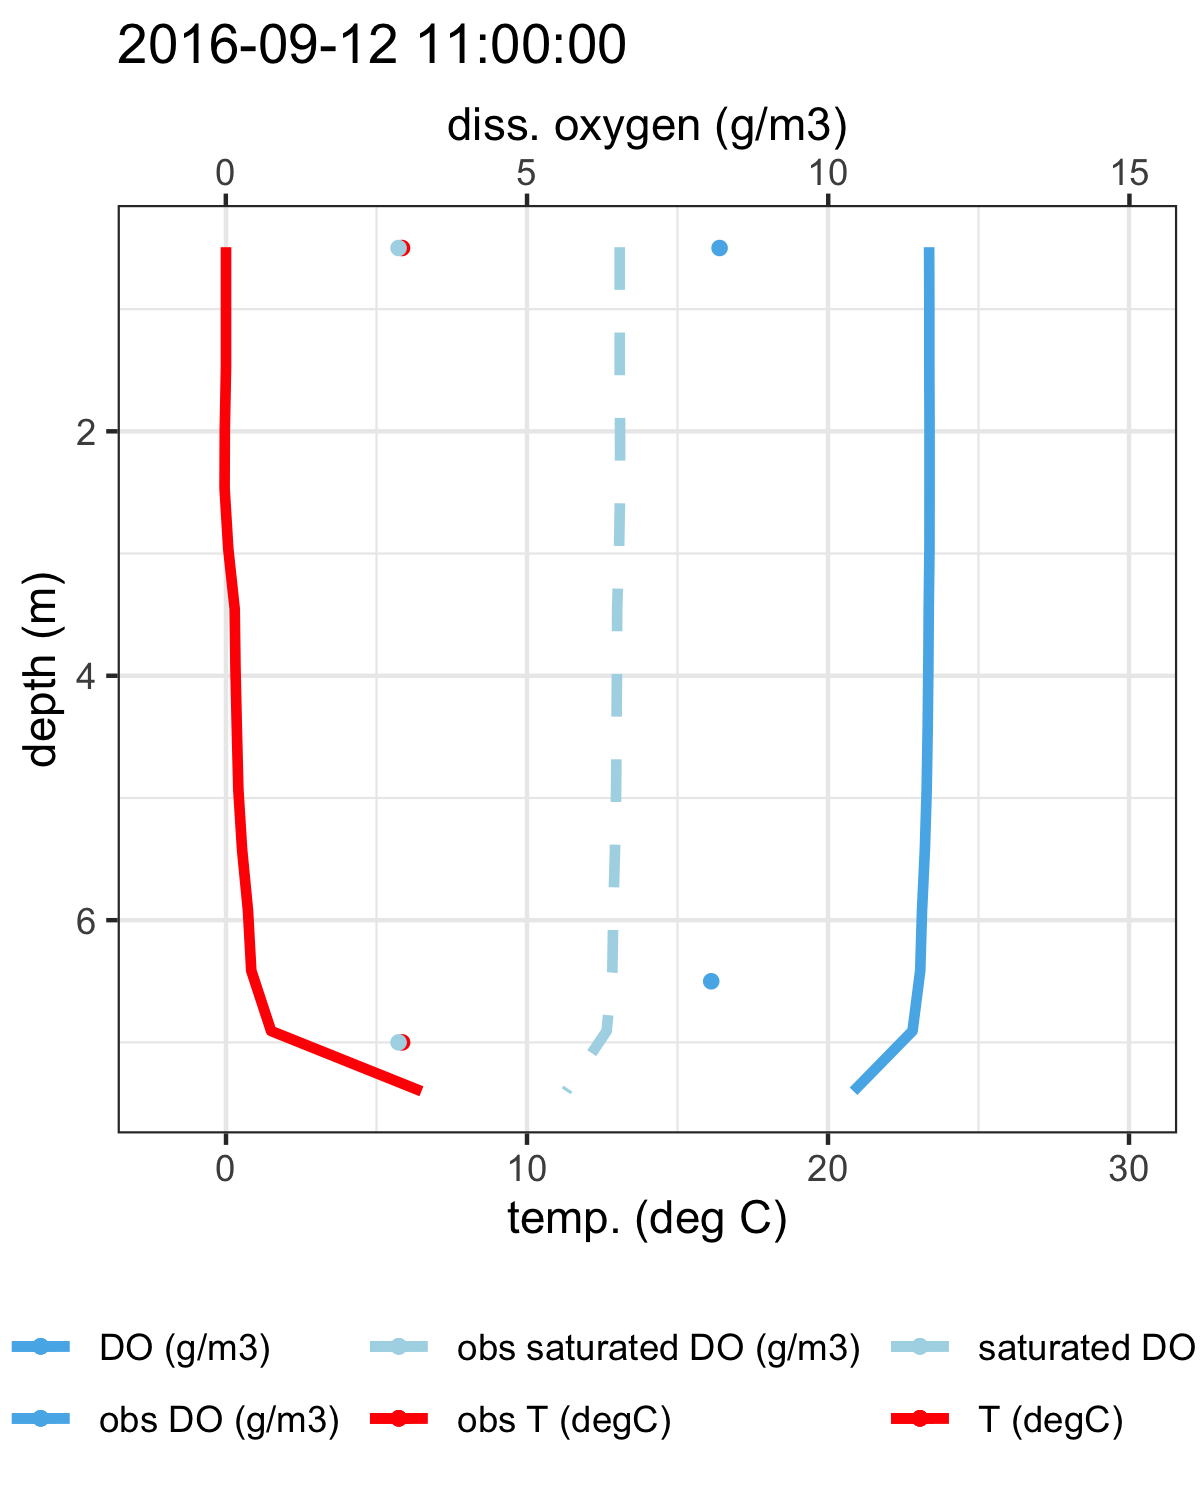 2016-09-12 11:00:00
diss. oxygen (g/m3)
0 5 10 15
depth (m)
2
4
6
0 10 20 30
temp. (deg C)
DO (g/m3) obs saturated DO (g/m3) saturated DO
obs DO (g/m3) obs T (degC) T (degC)